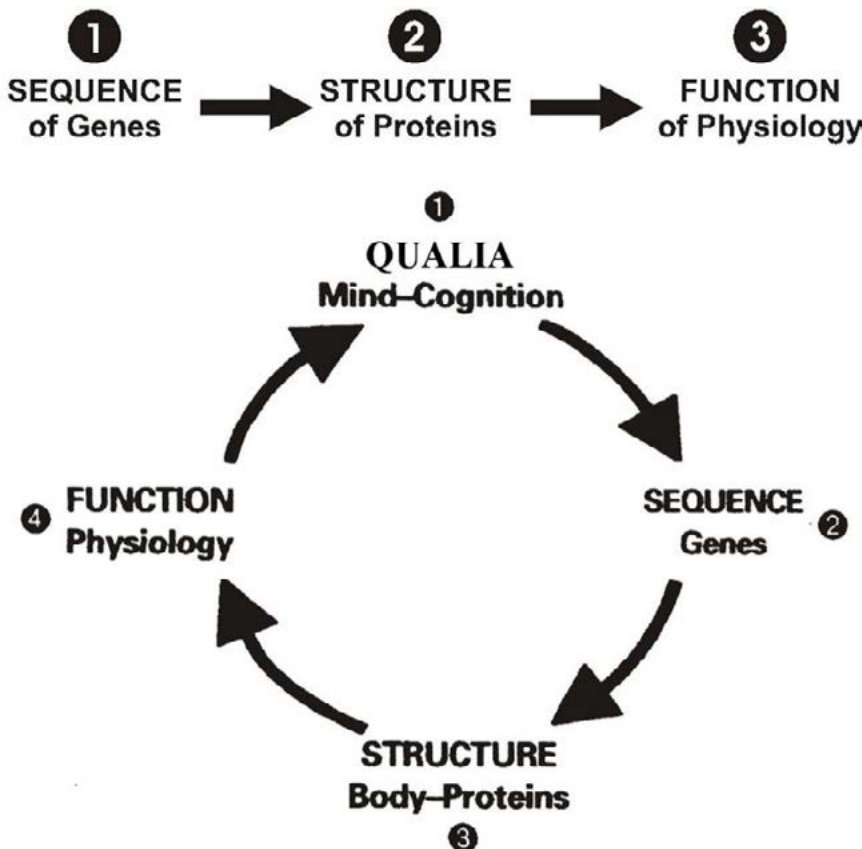 1 2 3
SEQUENCE STRUCTURE FUNCTION
of Genes of Proteins of Physiology
1
QUALIA
Mind–Cognition
4 FUNCTION
Physiology
SEQUENCE 2
Genes
STRUCTURE
Body–Proteins
3